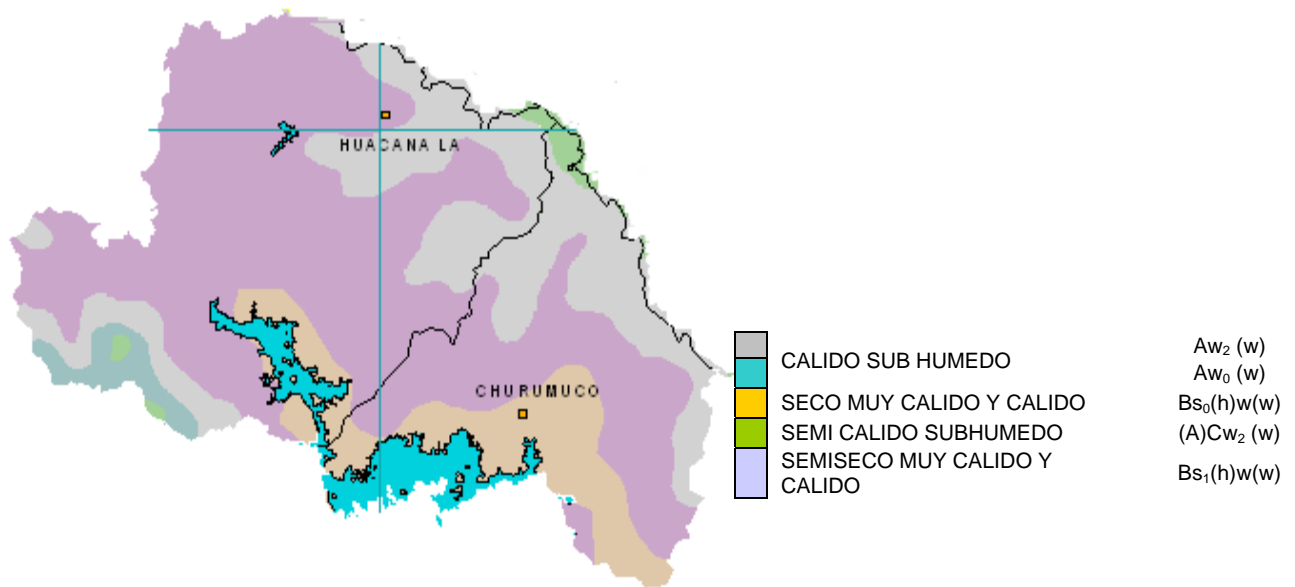 HUACANA LA
CHURUMUCO
CALIDO SUB HUMEDO
Aw₂ (w)
Aw₀ (w)
SECO MUY CALIDO Y CALIDO Bs₀(h)w(w)
SEMI CALIDO SUBHUMEDO (A)Cw₂ (w)
SEMISECO MUY CALIDO Y
CALIDO
Bs₁(h)w(w)